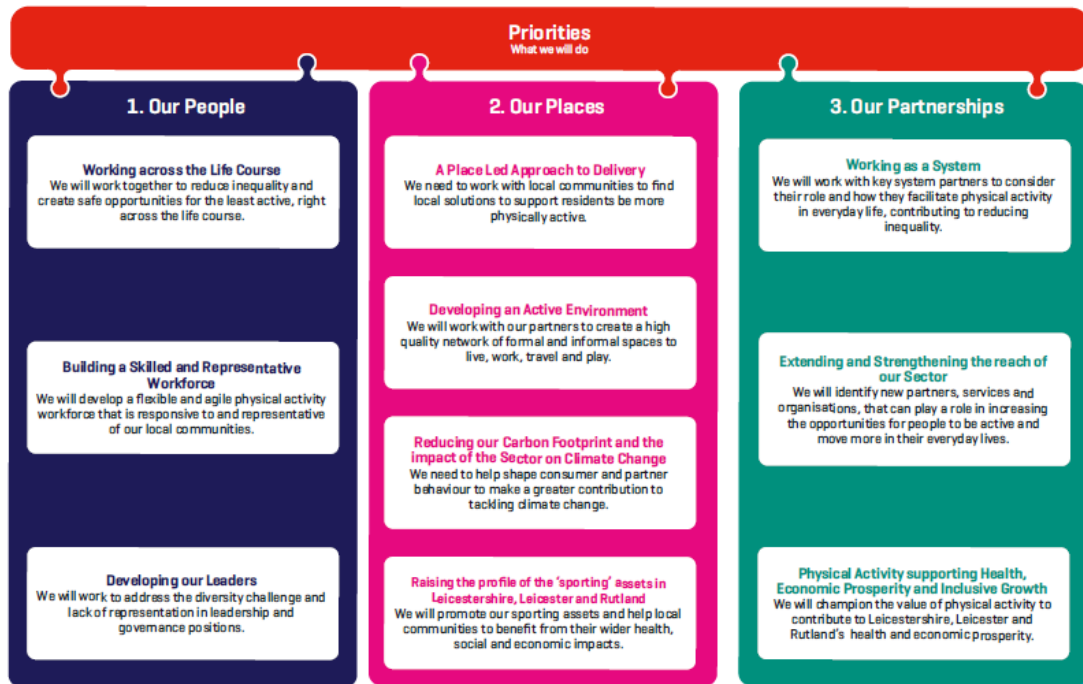 Priorities
What we will do
1. Our People
Working across the Life Course
We will work together to reduce inequality and
create safe opportunities for the least active, right
across the life course.
Building a Skilled and Representative
Workforce
We will develop a flexible and agile physical activity
workforce that is responsive to and representative
of our local communities.
Developing our Leaders
We will work to address the diversity challenge and
lack of representation in leadership and
governance positions.
2. Our Places
A Place Led Approach to Delivery
We need to work with local communities to find
local solutions to support residents be more
physically active.
Developing an Active Environment
We will work with our partners to create a high
quality network of formal and informal spaces to
live, work, travel and play.
Reducing our Carbon Footprint and the
impact of the Sector on Climate Change
We need to help shape consumer and partner
behaviour to make a greater contribution to
tackling climate change.
Raising the profile of the ‘sporting’ assets in
Leicestershire, Leicester and Rutland
We will promote our sporting assets and help local
communities to benefit from their wider health,
social and economic impacts.
3. Our Partnerships
Working as a System
We will work with key system partners to consider
their role and how they facilitate physical activity
in everyday life, contributing to reducing
inequality.
Extending and Strengthening the reach of
our Sector
We will identify new partners, services and
organisations, that can play a role in increasing
the opportunities for people to be active and
move more in their everyday lives.
Physical Activity supporting Health,
Economic Prosperity and Inclusive Growth
We will champion the value of physical activity to
contribute to Leicestershire, Leicester and
Rutland’s health and economic prosperity.